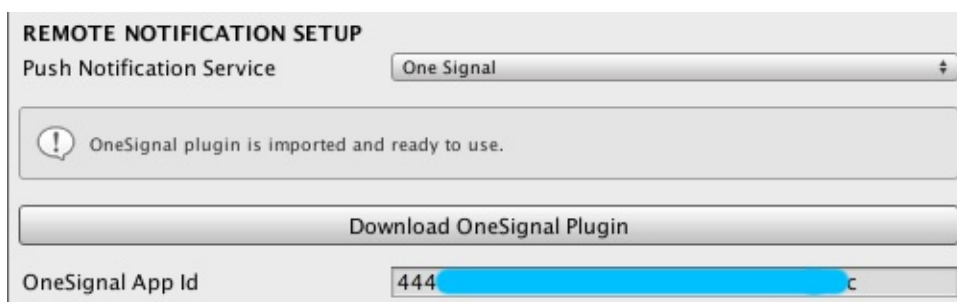 REMOTE NOTIFICATION SETUP
Push Notification Service One Signal
OneSignal plugin is imported and ready to use.
Download OneSignal Plugin
OneSignal App Id 444 c